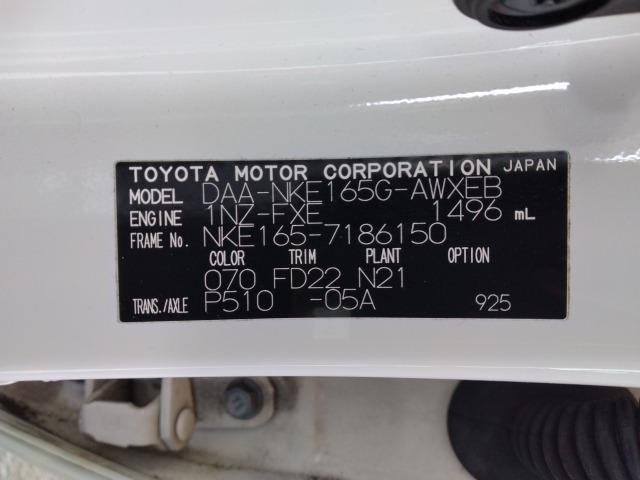 TOYOTA MOTOR CORPORATION JAPAN
MODEL DAA-NKE165G-AWXEB
ENGINE 1NZ-FXE 1496 mL
FRAME No. NKE165-7186150
COLOR TRIM PLANT OPTION
070 FD22 N21
TRANS./AXLE P510 -05A 925